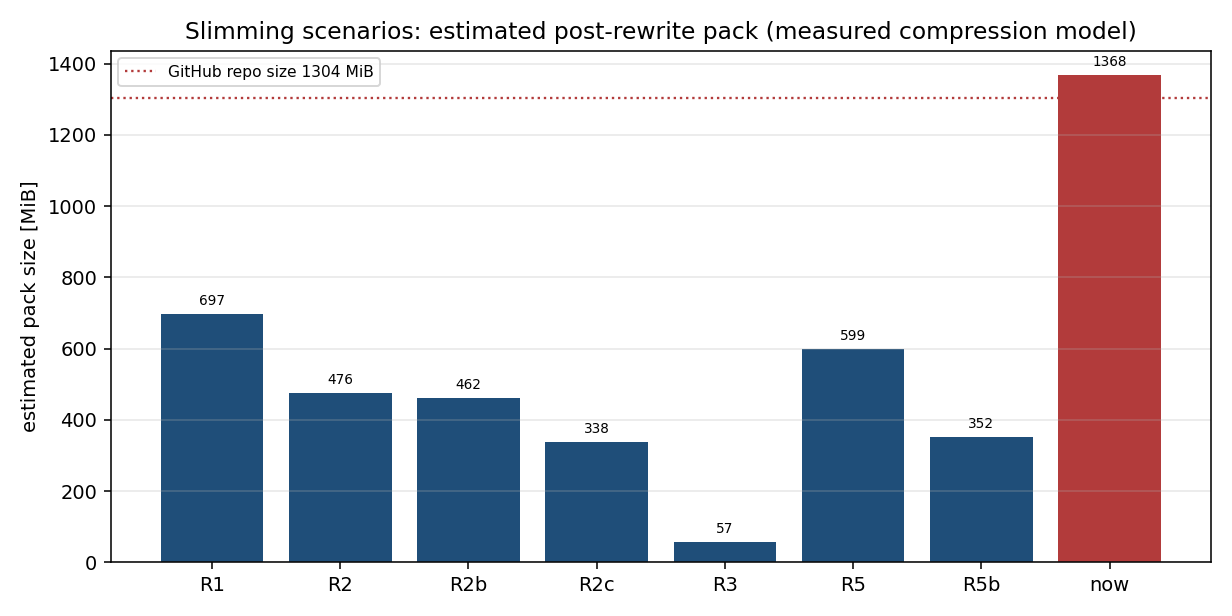 Slimming scenarios: estimated post-rewrite pack (measured compression model)
GitHub repo size 1304 MiB
estimated pack size [MiB]
1400
1200
1000
800
600
400
200
0
697
476
462
338
57
599
352
1368
R1
R2
R2b
R2c
R3
R5
R5b
now